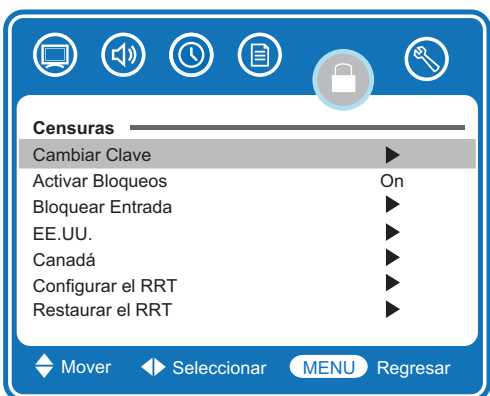 Censuras
Cambiar Clave
Activar Bloqueos On
Bloquear Entrada
EE.UU.
Canadá
Configurar el RRT
Restaurar el RRT
Mover Seleccionar MENU Regresar